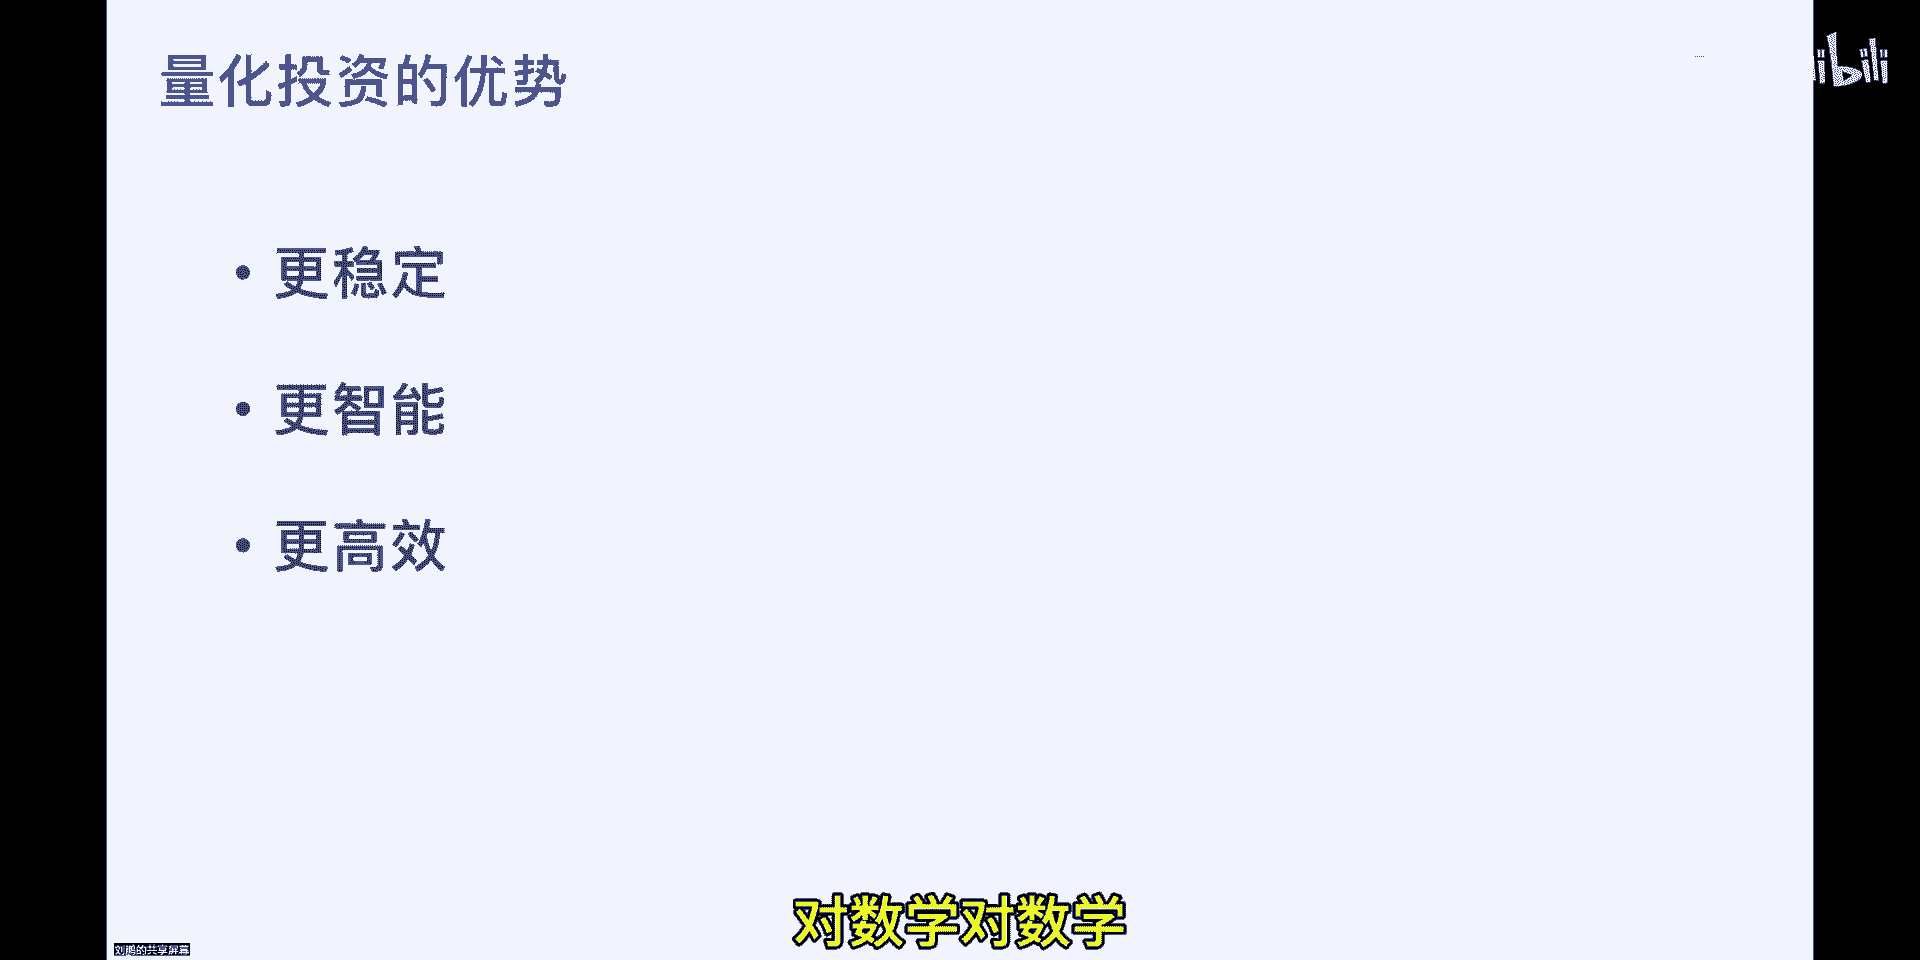 量化投资的优势
ibili
• 更稳定
• 更智能
• 更高效
对数学对数学
刘鹏的共享屏幕